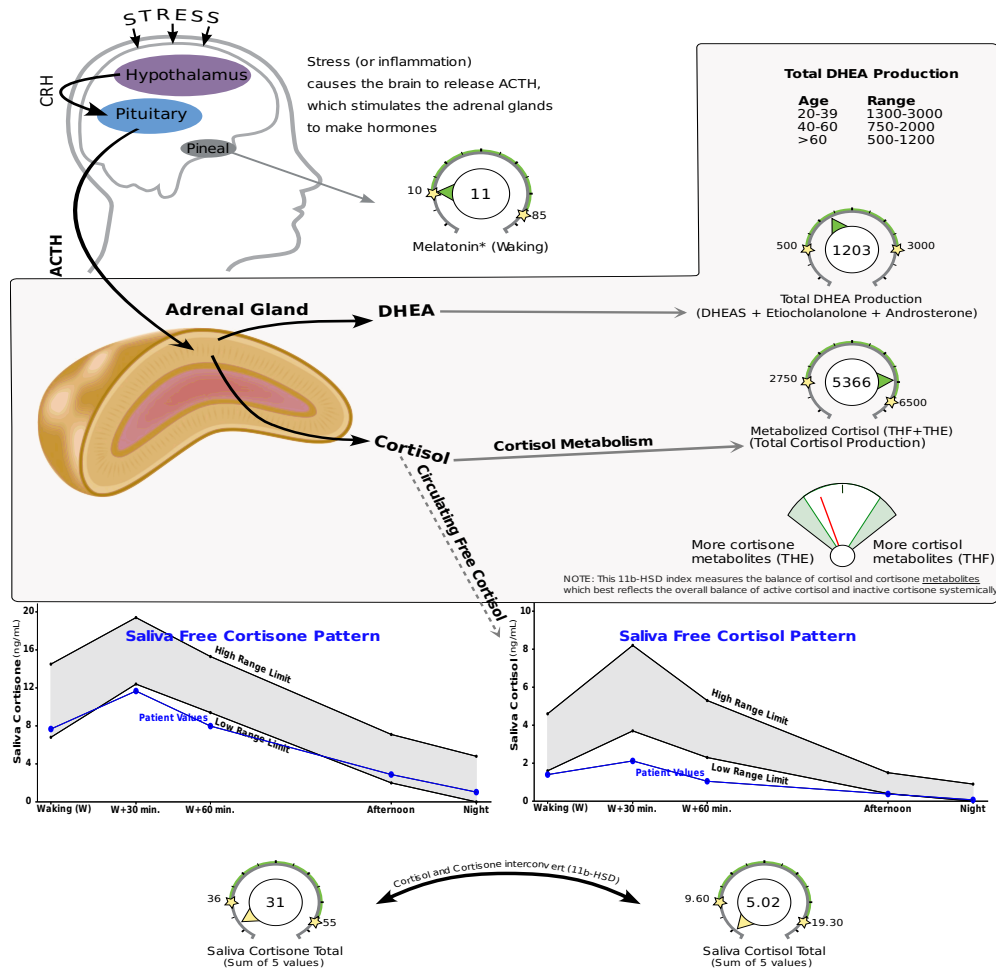 STRESS
Hypothalamus
CRH
Pituitary
Pineal
ACTH
Stress (or inflammation)
causes the brain to release ACTH,
which stimulates the adrenal glands
to make hormones
10
11
85
Melatonin* (Waking)
Total DHEA Production
Age Range
20-39 1300-3000
40-60 750-2000
>60 500-1200
500
1203
3000
Total DHEA Production
(DHEAS + Etiocholanolone + Androsterone)
Adrenal Gland
DHEA
2750
5366
6500
Metabolized Cortisol (THF+THE)
(Total Cortisol Production)
Cortisol
Cortisol Metabolism
Circulating Free Cortisol
More cortisone
metabolites (THE)
More cortisol
metabolites (THF)
NOTE: This 11b-HSD index measures the balance of cortisol and cortisone metabolites
which best reflects the overall balance of active cortisol and inactive cortisone systemically
Saliva Free Cortisone Pattern
Saliva Cortisone (ng/mL)
20
16
12
8
4
0
High Range Limit
Patient Values
Low Range Limit
Waking (W) W+30 min. W+60 min. Afternoon Night
Saliva Free Cortisol Pattern
Saliva Cortisol (ng/mL)
10
8
6
4
2
0
High Range Limit
Low Range Limit
Patient Values
Waking (W) W+30 min. W+60 min. Afternoon Night
Cortisol and Cortisone interconvert (11b-HSD)
36
31
55
Saliva Cortisone Total
(Sum of 5 values)
9.60
5.02
19.30
Saliva Cortisol Total
(Sum of 5 values)